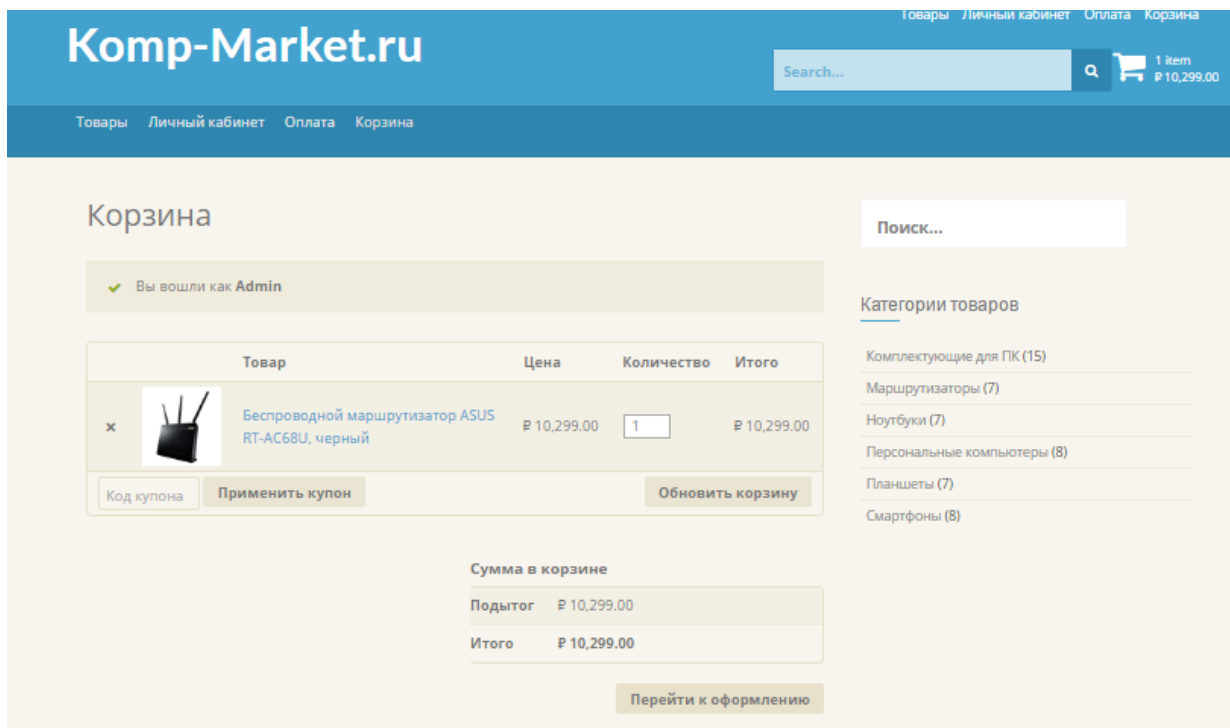 Товары Личный кабинет Оплата Корзина
Komp-Market.ru
Search...
1 item
₽ 10,299.00
Товары Личный кабинет Оплата Корзина
Корзина
Поиск...
Вы вошли как Admin
Категории товаров
Товар Цена Количество Итого
Комплектующие для ПК (15)
Маршрутизаторы (7)
Беспроводной маршрутизатор ASUS
RT-AC68U, черный
₽ 10,299.00 1 ₽ 10,299.00
Ноутбуки (7)
Персональные компьютеры (8)
Планшеты (7)
Смартфоны (8)
Код купона Применить купон Обновить корзину
Сумма в корзине
Подытог ₽ 10,299.00
Итого ₽ 10,299.00
Перейти к оформлению